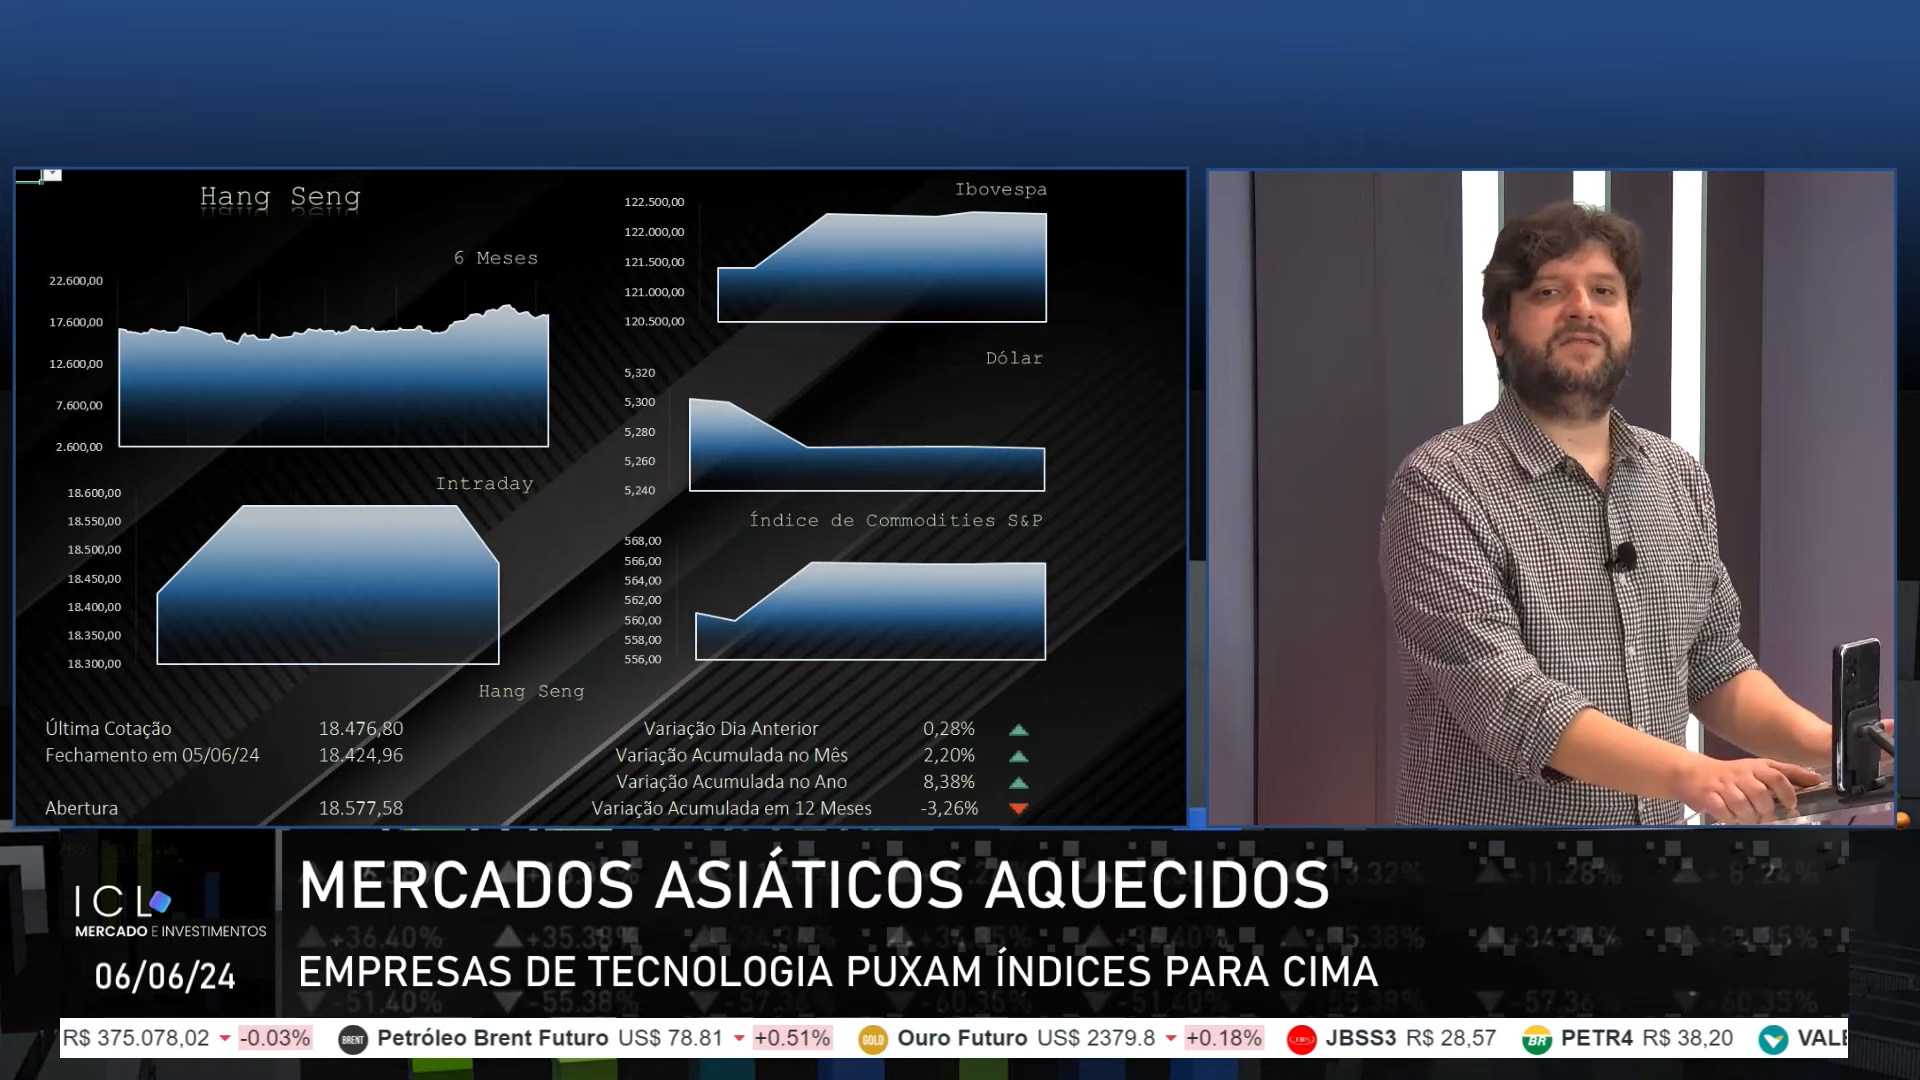 Hang Seng
6 Meses
22.600,00
17.600,00
12.600,00
7.600,00
2.600,00
Intraday
18.600,00
18.550,00
18.500,00
18.450,00
18.400,00
18.350,00
18.300,00
Ibovespa
122.500,00
122.000,00
121.500,00
121.000,00
120.500,00
Dólar
5,320
5,300
5,280
5,260
5,240
Índice de Commodities S&P
568,00
566,00
564,00
562,00
560,00
558,00
556,00
Hang Seng
Última Cotação 18.476,80 Variação Dia Anterior 0,28%
Fechamento em 05/06/24 18.424,96 Variação Acumulada no Mês 2,20%
Variação Acumulada no Ano 8,38%
Abertura 18.577,58 Variação Acumulada em 12 Meses -3,26%
ICL
MERCADO E INVESTIMENTOS
06/06/24
MERCADOS ASIÁTICOS AQUECIDOS
EMPRESAS DE TECNOLOGIA PUXAM ÍNDICES PARA CIMA
R$ 375.078,02 -0.03% BRENT Petróleo Brent Futuro US$ 78.81 +0.51% GOLD Ouro Futuro US$ 2379.8 +0.18% JBS JBSS3 R$ 28,57 BR PETR4 R$ 38,20 VALE